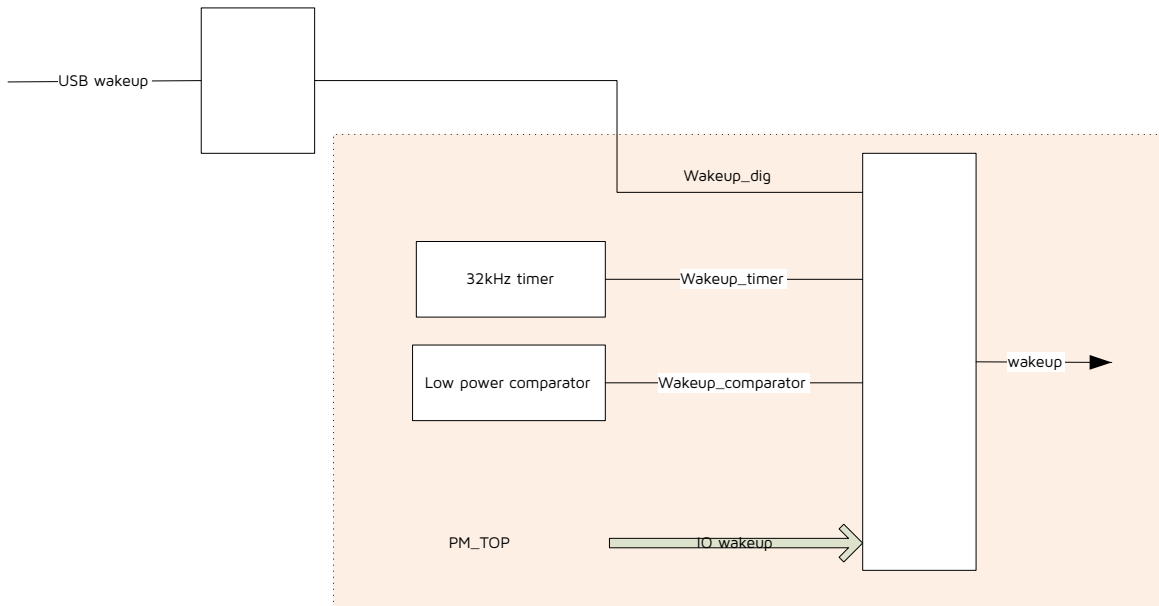 USB wakeup
Wakeup_dig
32kHz timer
Wakeup_timer
wakeup
Low power comparator
Wakeup_comparator
PM_TOP
IO wakeup